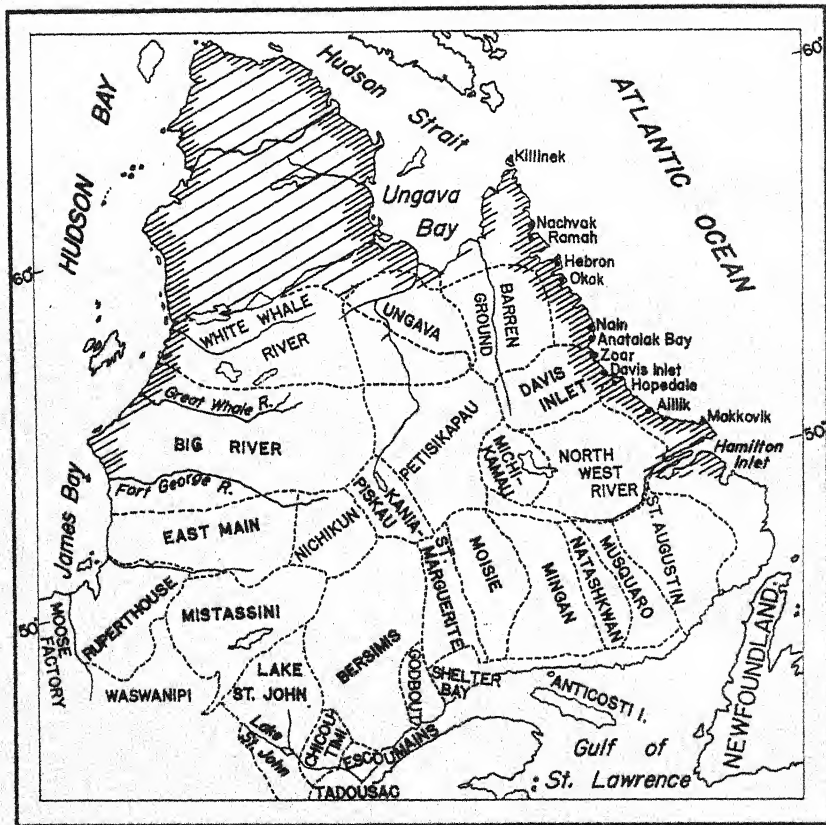 60°
60°
50°
50°
HUDSON BAY
Hudson
Strait
Ungava
Bay
ATLANTIC OCEAN
Killinek
Nachvak
Ramah
Hebron
Okak
Nain
Anatalak Bay
Zoar
Davis Inlet
Hopedale
Aillik
Makkovik
Hamilton
Inlet
WHITE WHALE
RIVER
UNGAVA
BARREN
GROUND
DAVIS
INLET
Great Whale R.
BIG RIVER
PETISIKAPAU
MICHI-
KAMAU
NORTH
WEST
RIVER
Fort George R.
KANIA-
PISKAU
James Bay
EAST MAIN
NICHIKUN
ST.
MARGUERITE
MOISIE
MINGAN
NATASHKWAN
MUSQUARO
ST. AUGUSTIN
MOOSE
FACTORY
RUPERTHOUSE
MISTASSINI
WASWANIPI
LAKE
ST. JOHN
BERSIMIS
GODBOUT
SHELTER
BAY
Lake
St. John
CHICOU-
TIMI
ESCOUMAINS
TADOUSAC
ANTICOSTI I.
Gulf of
St. Lawrence
NEWFOUNDLAND